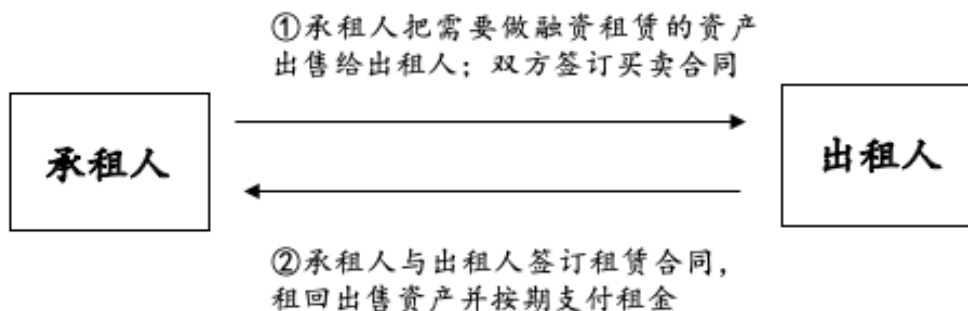 ①承租人把需要做融资租赁的资产
出售给出租人；双方签订买卖合同
承租人
出租人
②承租人与出租人签订租赁合同，
租回出售资产并按期支付租金